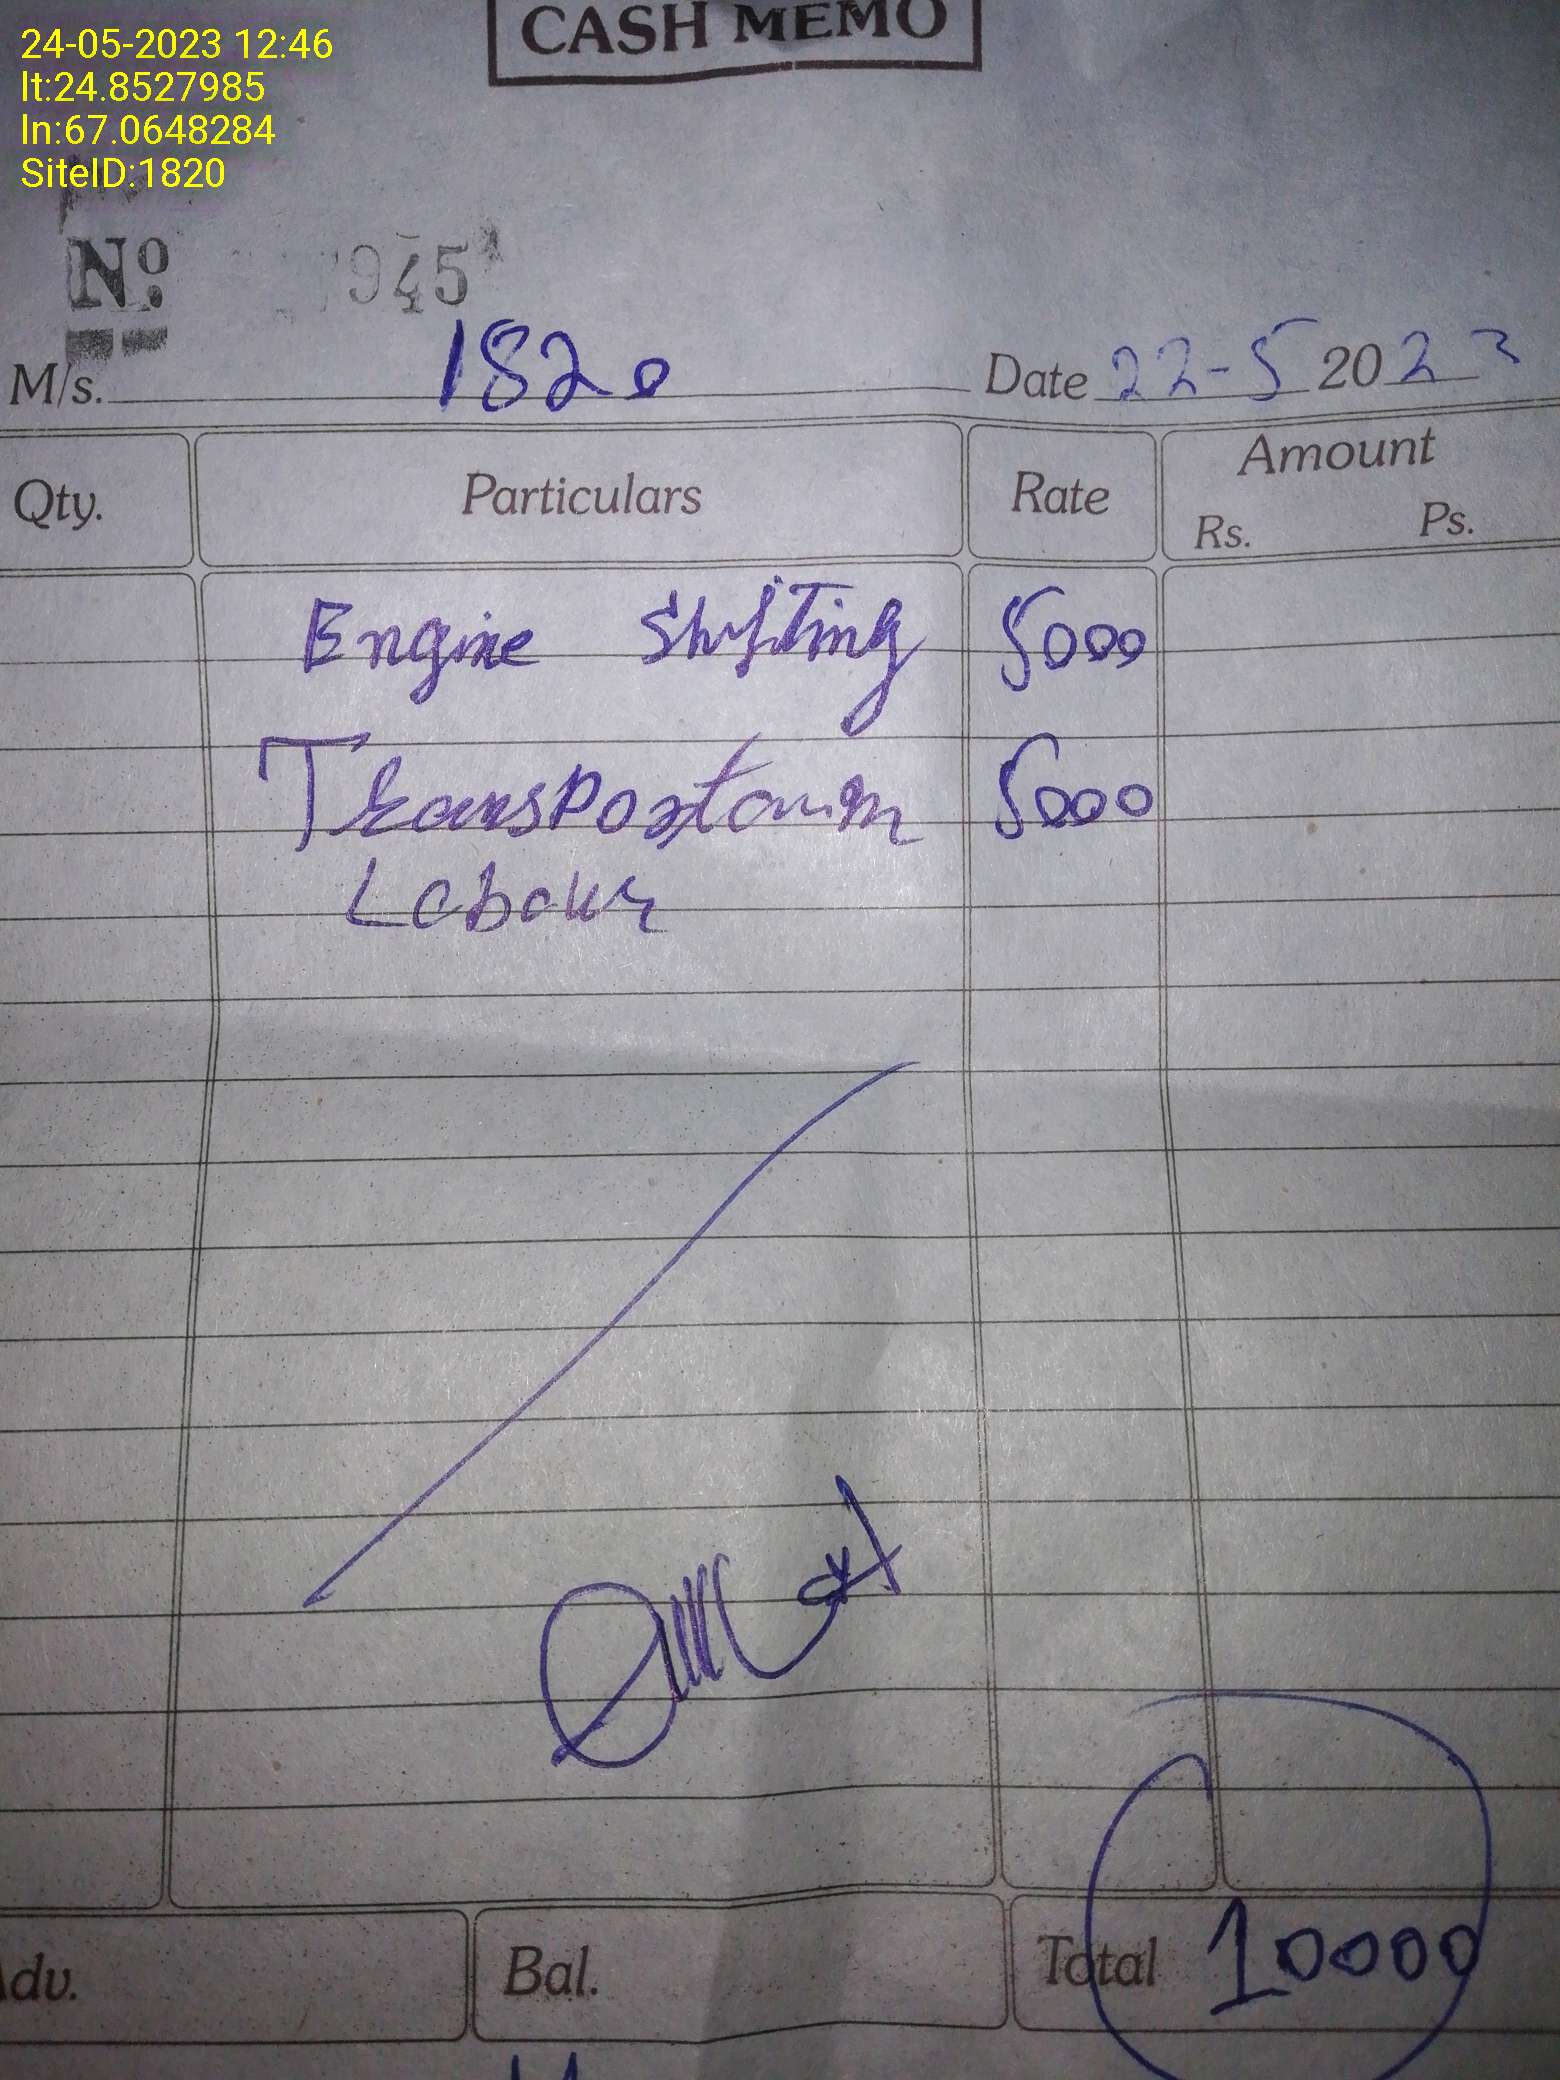 24-05-2023 12:46
lt:24.8527985
ln:67.0648284
SiteID:1820
CASH MEMO
No. 945
M/s. 1820 Date 22-5 2023
Qty. Particulars Rate Amount
Rs. Ps.
Engine Shifting 5000
5000
Labour
Adv. Bal. Total 10000